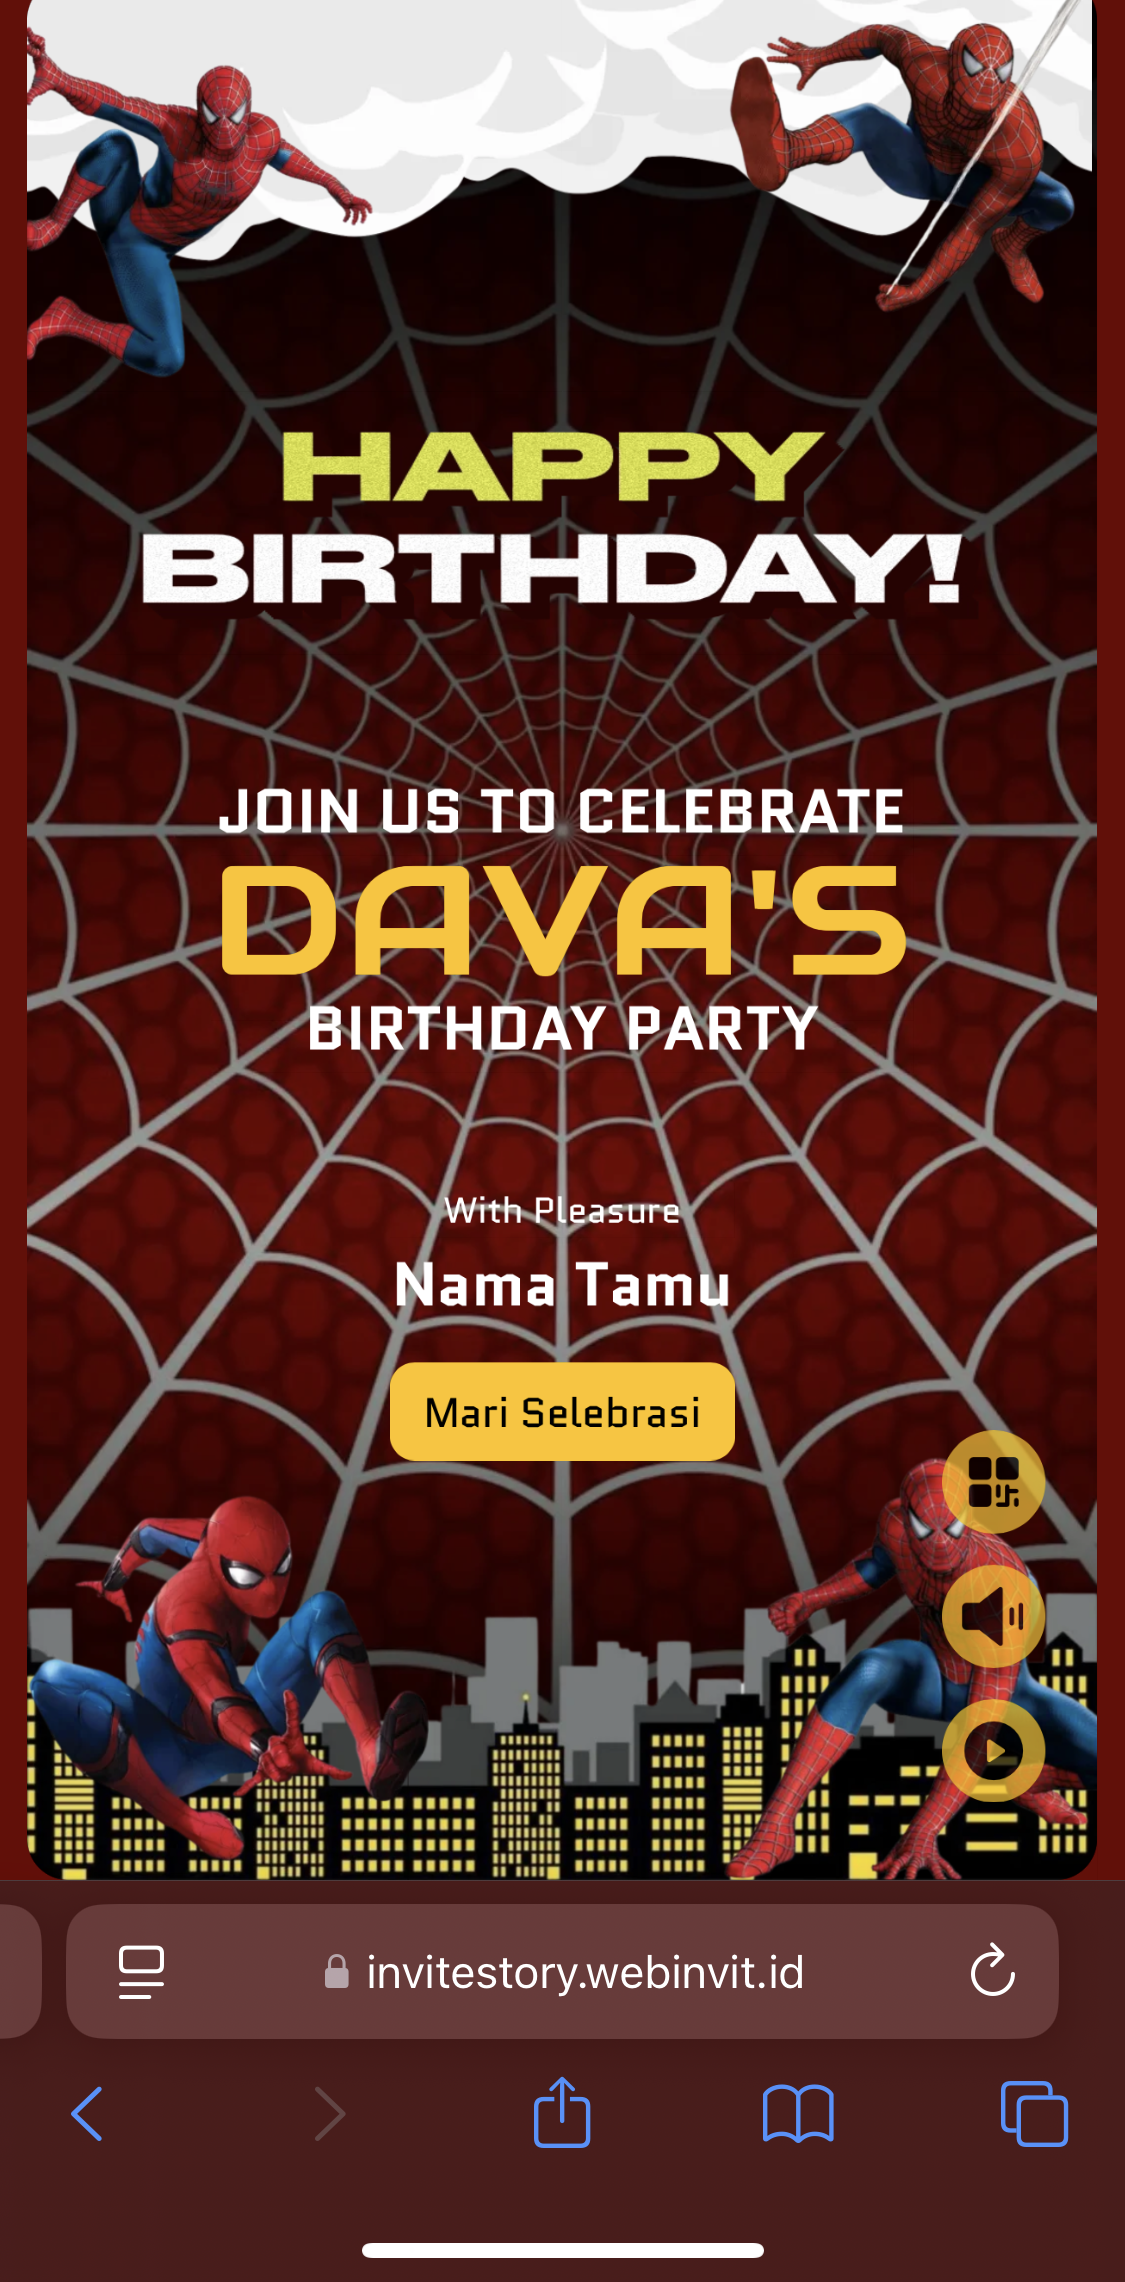 HAPPY
BIRTHDAY!
JOIN US TO CELEBRATE
DAVA'S
BIRTHDAY PARTY
With Pleasure
Nama Tamu
Mari Selebrasi
invitestory.webinvit.id